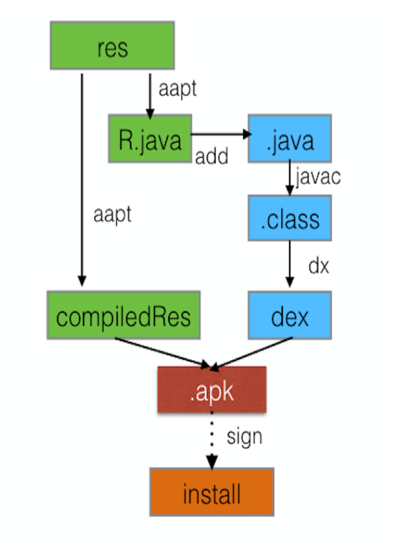 res
aapt
R.java
add
.java
javac
aapt
.class
dx
compiledRes
dex
.apk
sign
install